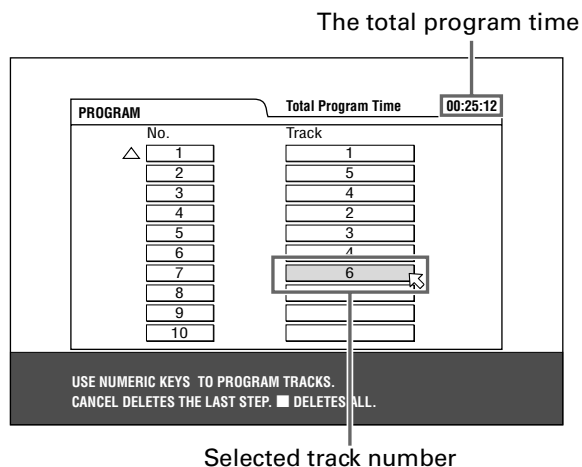 The total program time
PROGRAM Total Program Time 00:25:12
No. Track
1 1
2 5
3 4
4 2
5 3
6 4
7 6
8
9
10
USE NUMERIC KEYS TO PROGRAM TRACKS.
CANCEL DELETES THE LAST STEP. ■ DELETES ALL.
Selected track number